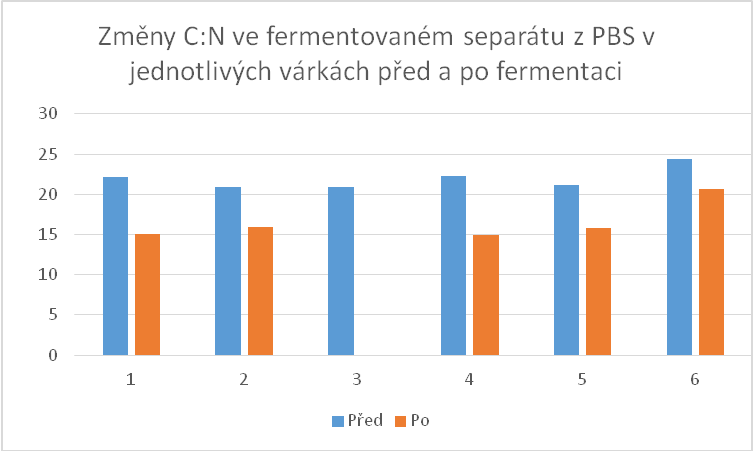 Změny C:N ve fermentovaném separátu z PBS v
jednotlivých várkách před a po fermentaci
30
25
20
15
10
5
0
1 2 3 4 5 6
Před Po